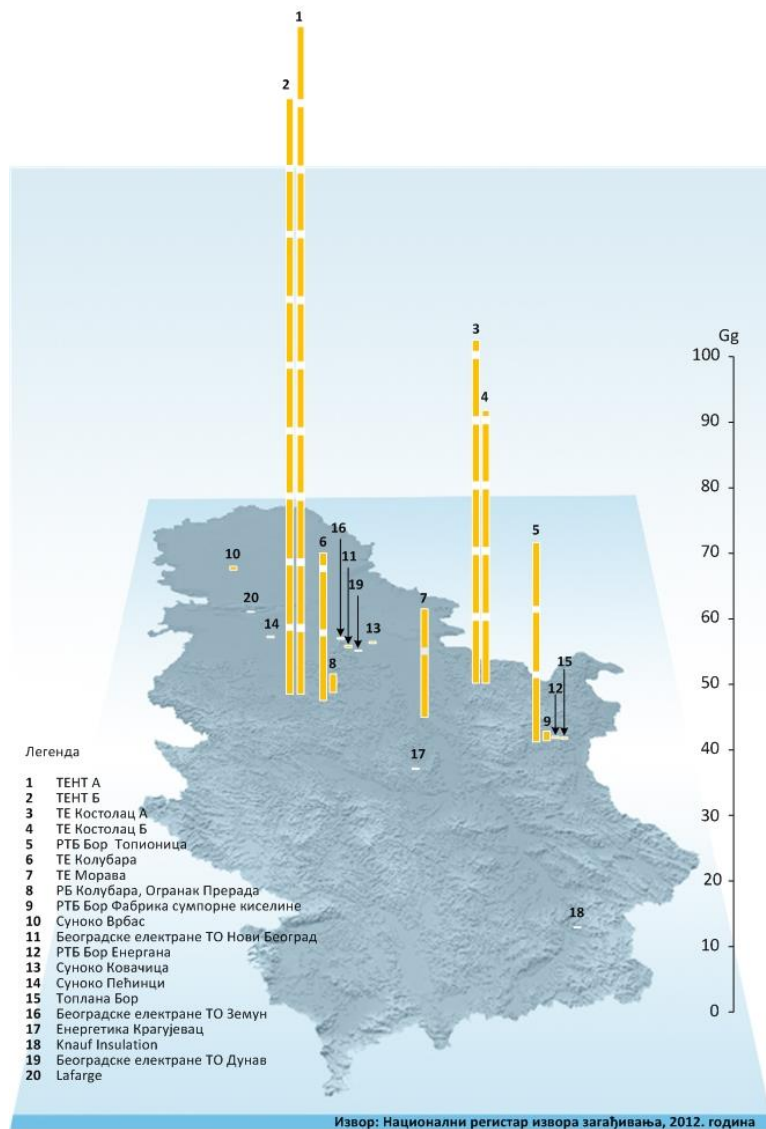 1
2
3
Gg
100
4
90
80
16
5
70
6
11
10
19
7
20
13
60
14
15
8
12
50
9
17
40
Легенда
1 ТЕНТ А
2 ТЕНТ Б
3 ТЕ Костолац А
4 ТЕ Костолац Б
5 РТБ Бор Топионица
30
6 ТЕ Колубара
7 ТЕ Морава
8 РБ Колубара, Огранак Прерада
20
9 РТБ Бор Фабрика сумпорне киселине
18
10 Суноко Врбас
11 Београдске електране ТО Нови Београд
10
12 РТБ Бор Енергана
13 Суноко Ковачица
14 Суноко Пећинци
15 Топлана Бор
0
16 Београдске електране ТО Земун
17 Енергетика Крагујевац
18 Knauf Insulation
19 Београдске електране ТО Дунав
20 Lafarge
Извор: Национални регистар извора загађивања, 2012. година